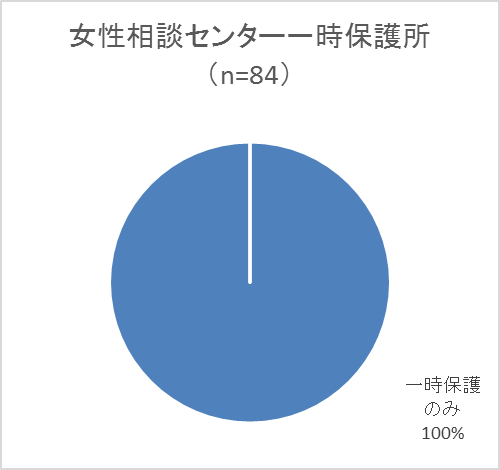 女性相談センター一時保護所
（n=84）
一時保護
のみ
100%